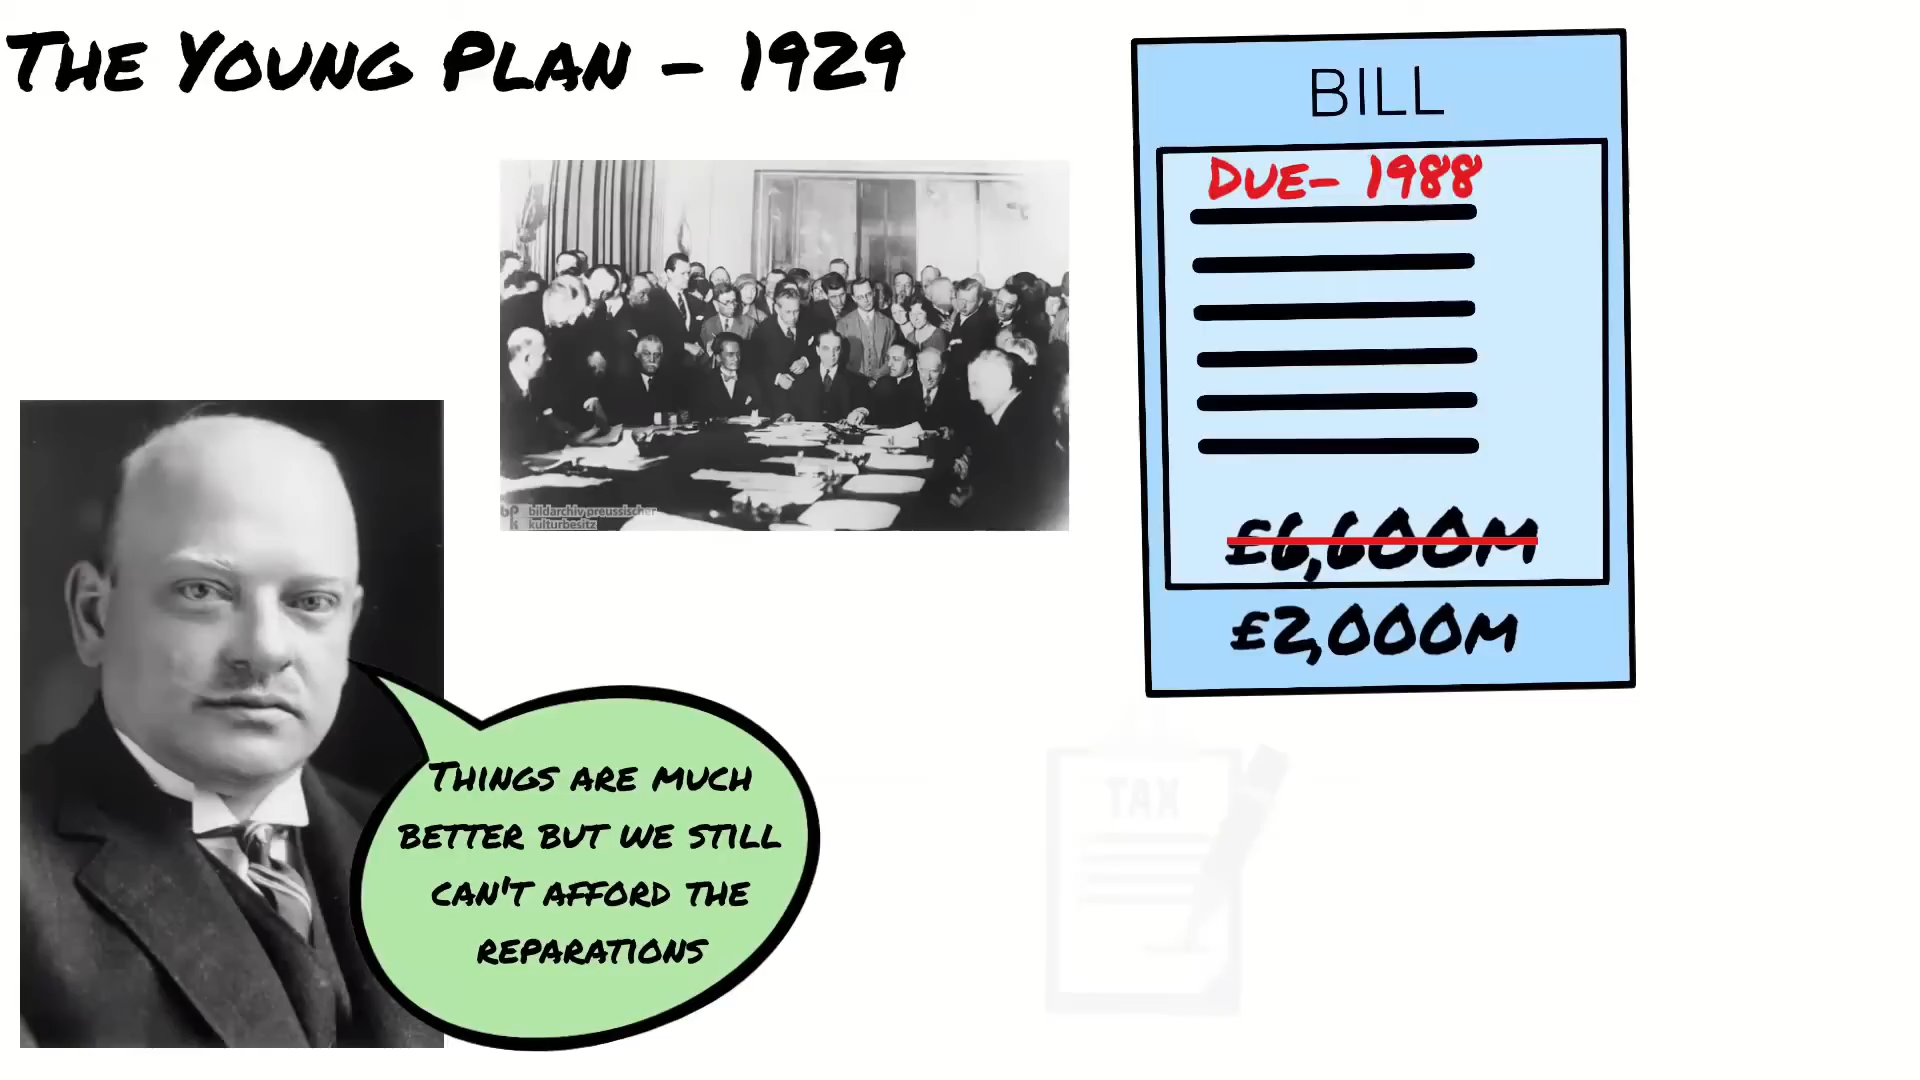 THE YOUNG PLAN - 1929
BILL
DUE- 1988
£6,600M
£2,000M
bpk bildarchiv preussischer
kulturbesitz
THINGS ARE MUCH
BETTER BUT WE STILL
CAN'T AFFORD THE
REPARATIONS
TAX